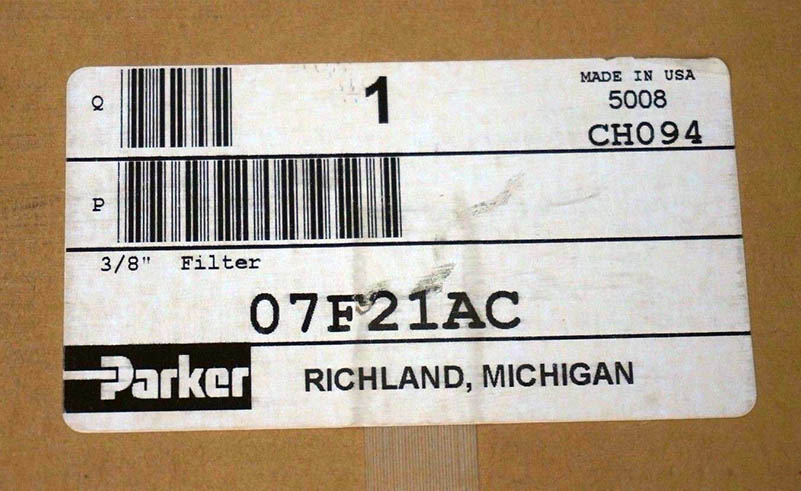 Q 1 MADE IN USA
5008
CH094
P
3/8" Filter
07F21AC
Parker RICHLAND, MICHIGAN